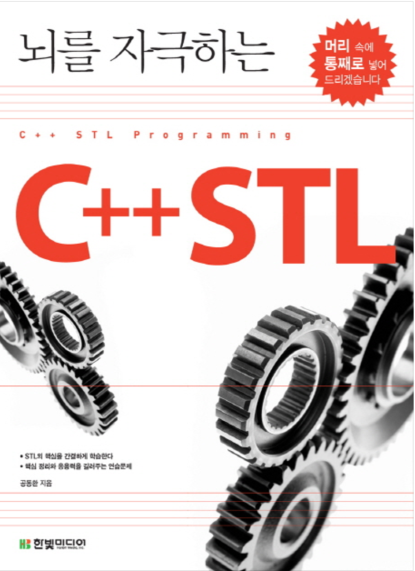 뇌를 자극하는
머리 속에
통째로 넣어
드리겠습니다
C++ STL Programming
C++STL
• STL의 핵심을 간결하게 학습한다
• 핵심 정리와 응용력을 길러주는 연습문제
공동환 지음
HB 한빛미디어